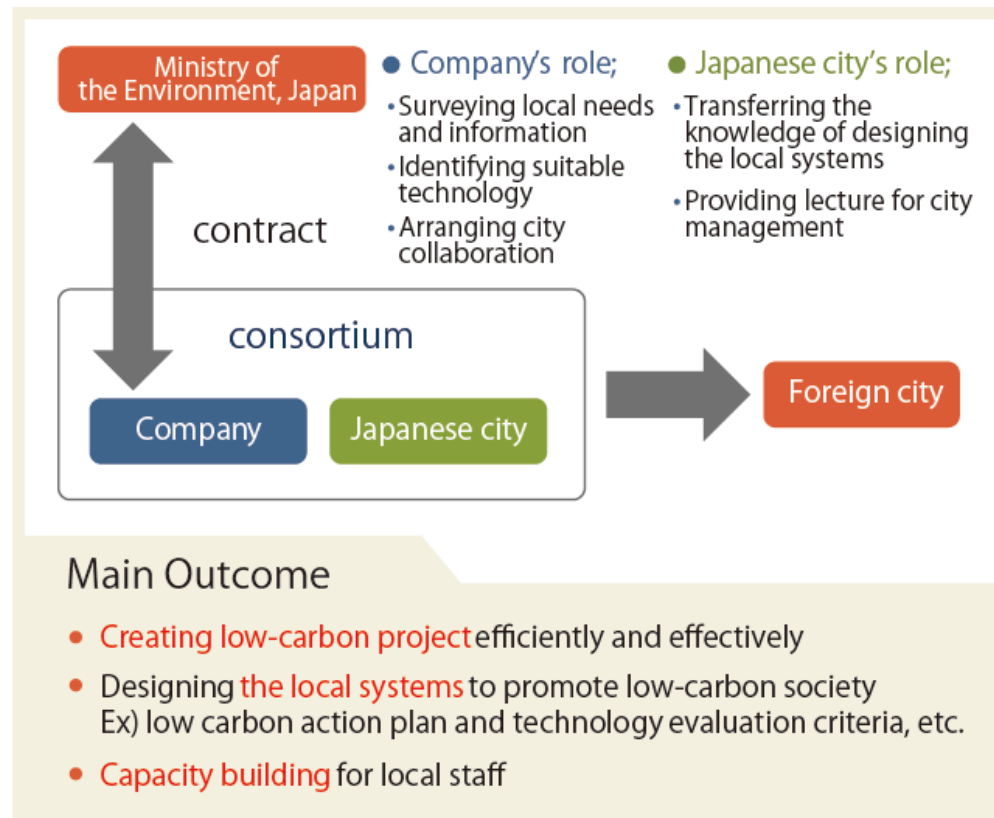 Ministry of
the Environment, Japan
● Company's role;
•Surveying local needs
and information
•Identifying suitable
technology
•Arranging city
collaboration
● Japanese city's role;
•Transferring the
knowledge of designing
the local systems
•Providing lecture for city
management
contract
consortium
Company
Japanese city
Foreign city
Main Outcome
• Creating low-carbon project efficiently and effectively
• Designing the local systems to promote low-carbon society
Ex) low carbon action plan and technology evaluation criteria, etc.
• Capacity building for local staff